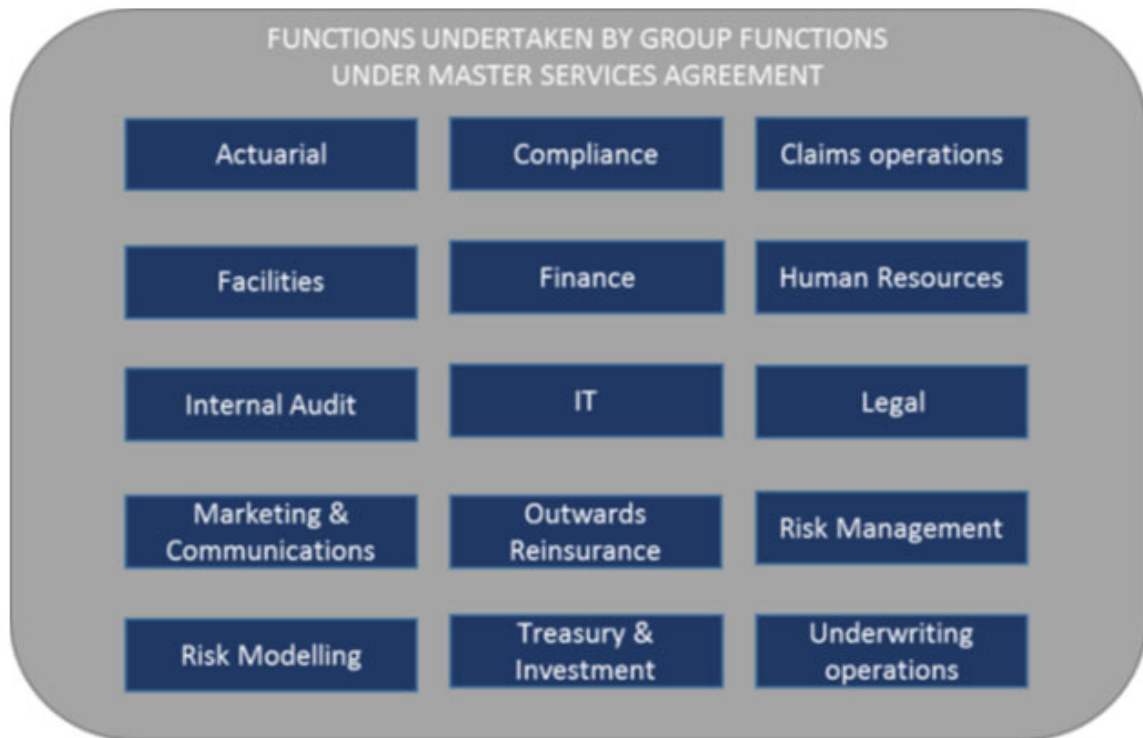 FUNCTIONS UNDERTAKEN BY GROUP FUNCTIONS
UNDER MASTER SERVICES AGREEMENT
Actuarial
Compliance
Claims operations
Facilities
Finance
Human Resources
Internal Audit
IT
Legal
Marketing &
Communications
Outwards
Reinsurance
Risk Management
Risk Modelling
Treasury &
Investment
Underwriting
operations